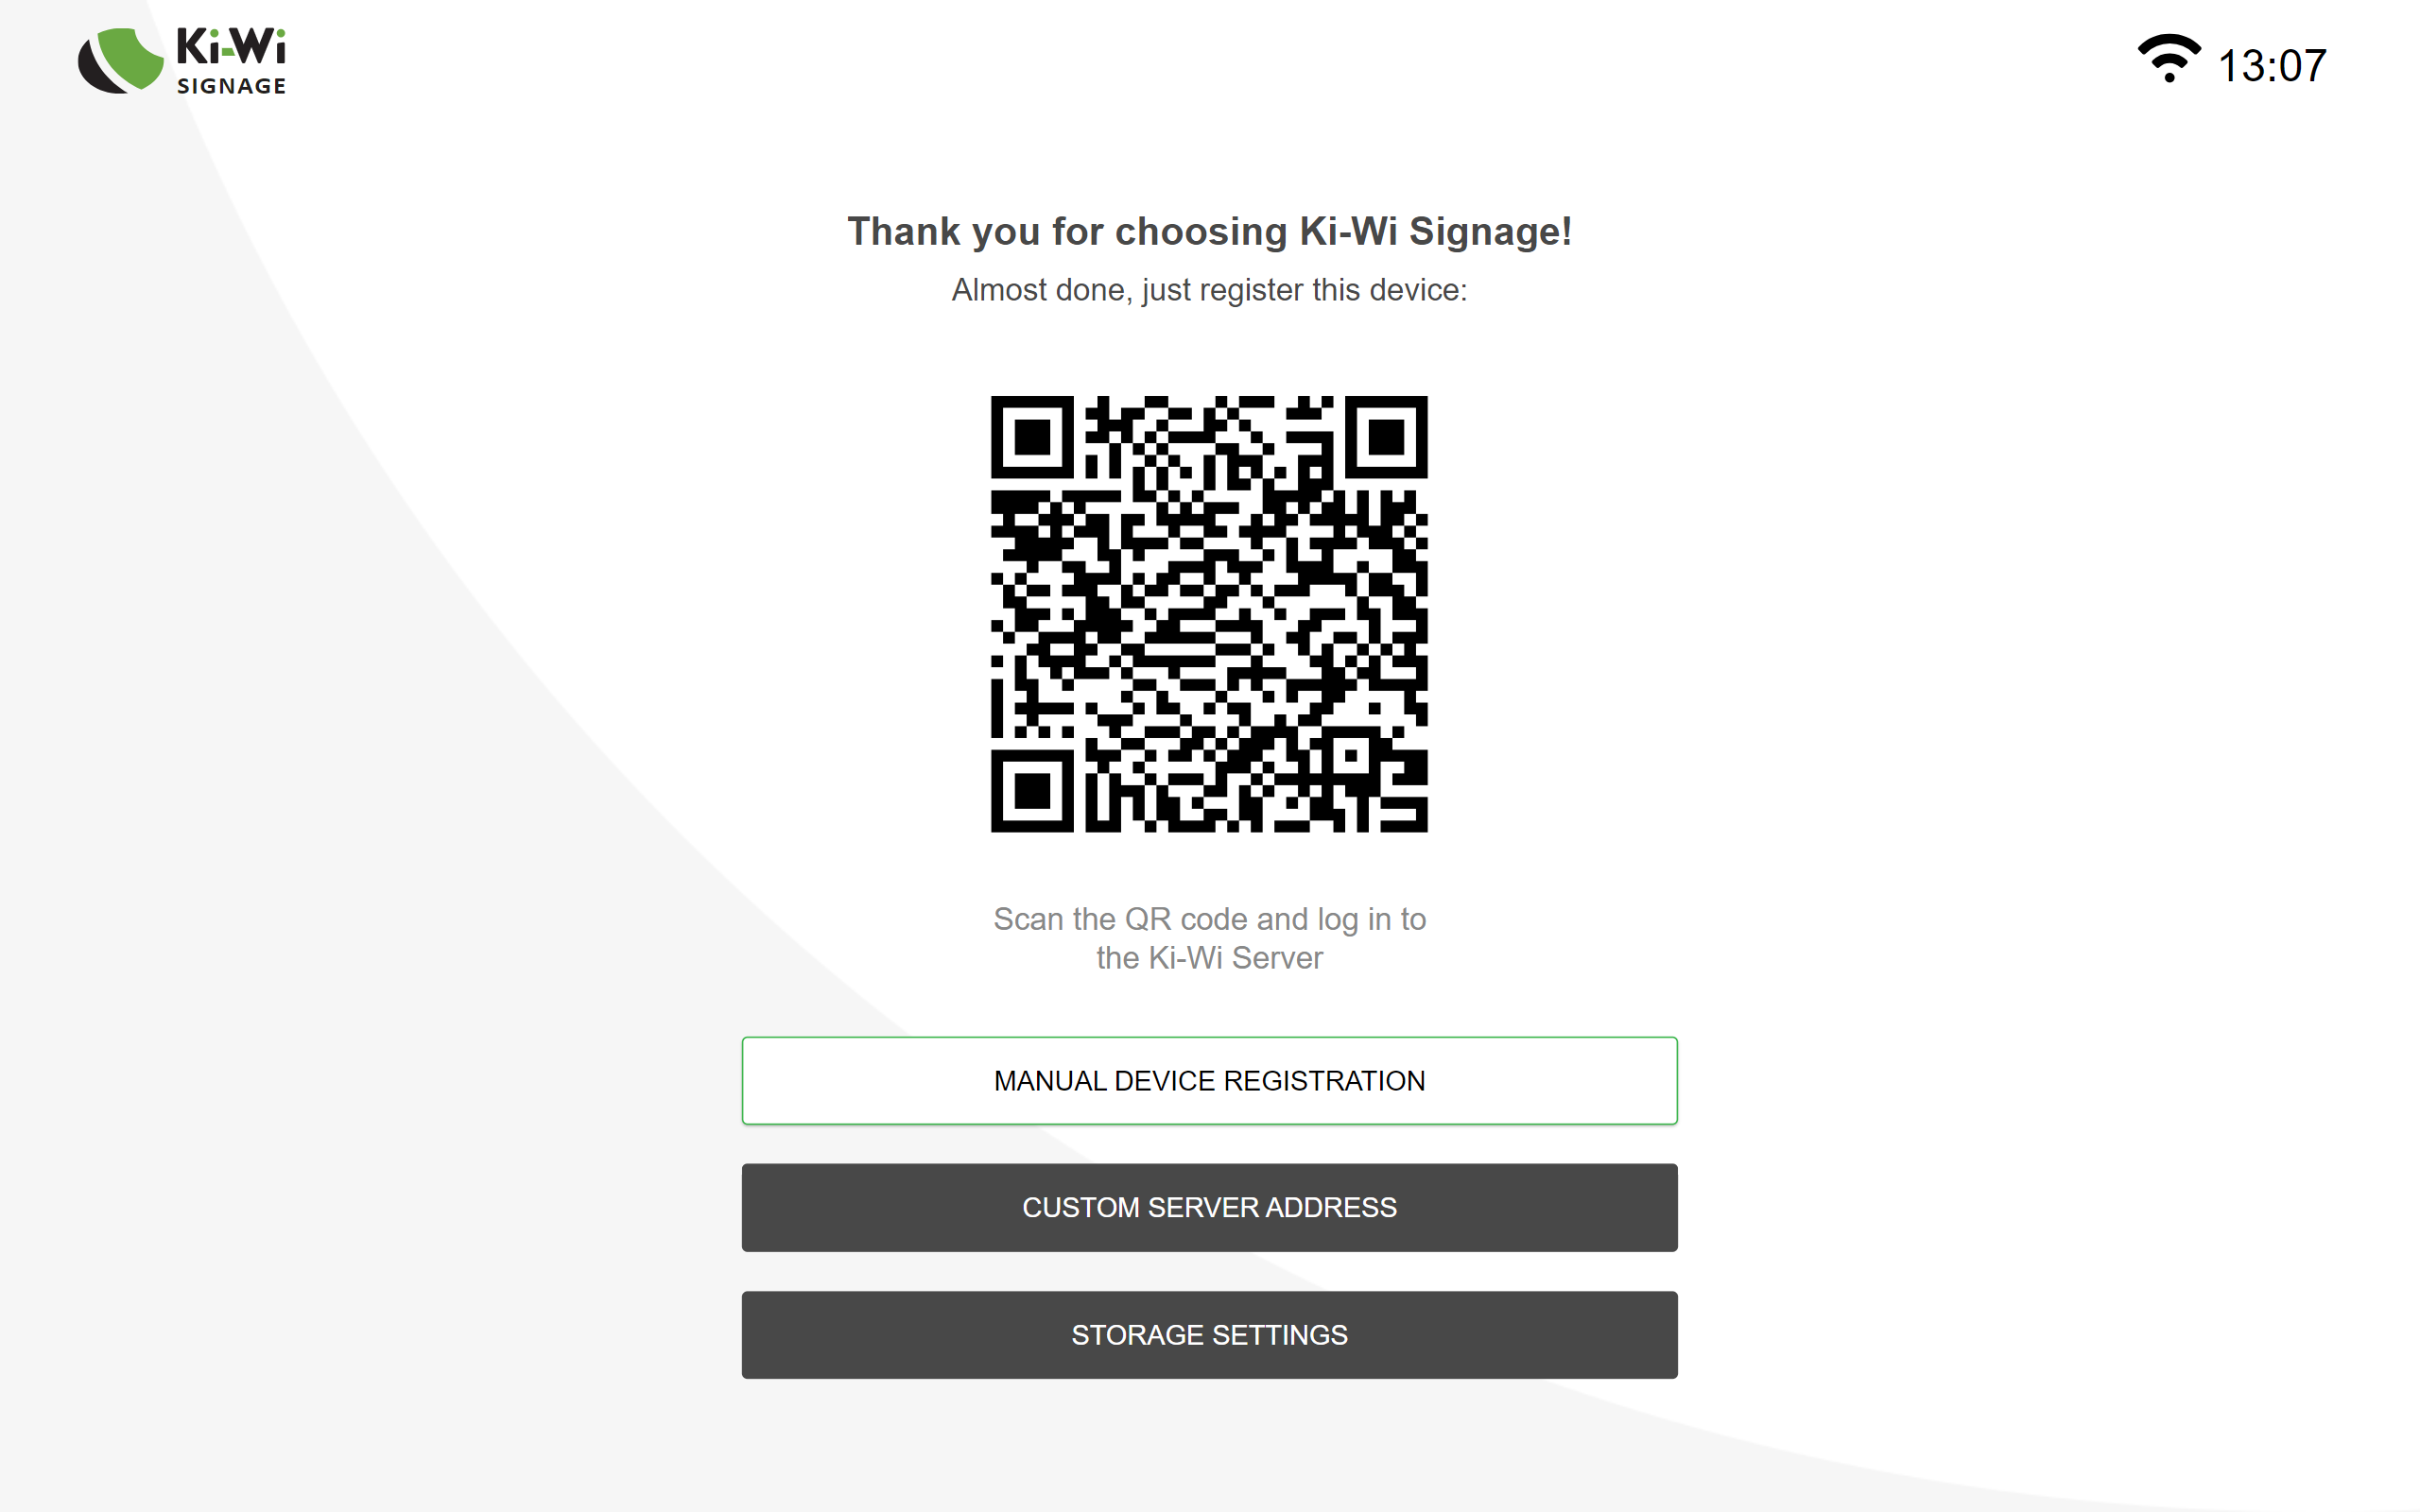 Ki-Wi
SIGNAGE
13:07
Thank you for choosing Ki-Wi Signage!
Almost done, just register this device:
Scan the QR code and log in to
the Ki-Wi Server
MANUAL DEVICE REGISTRATION
CUSTOM SERVER ADDRESS
STORAGE SETTINGS